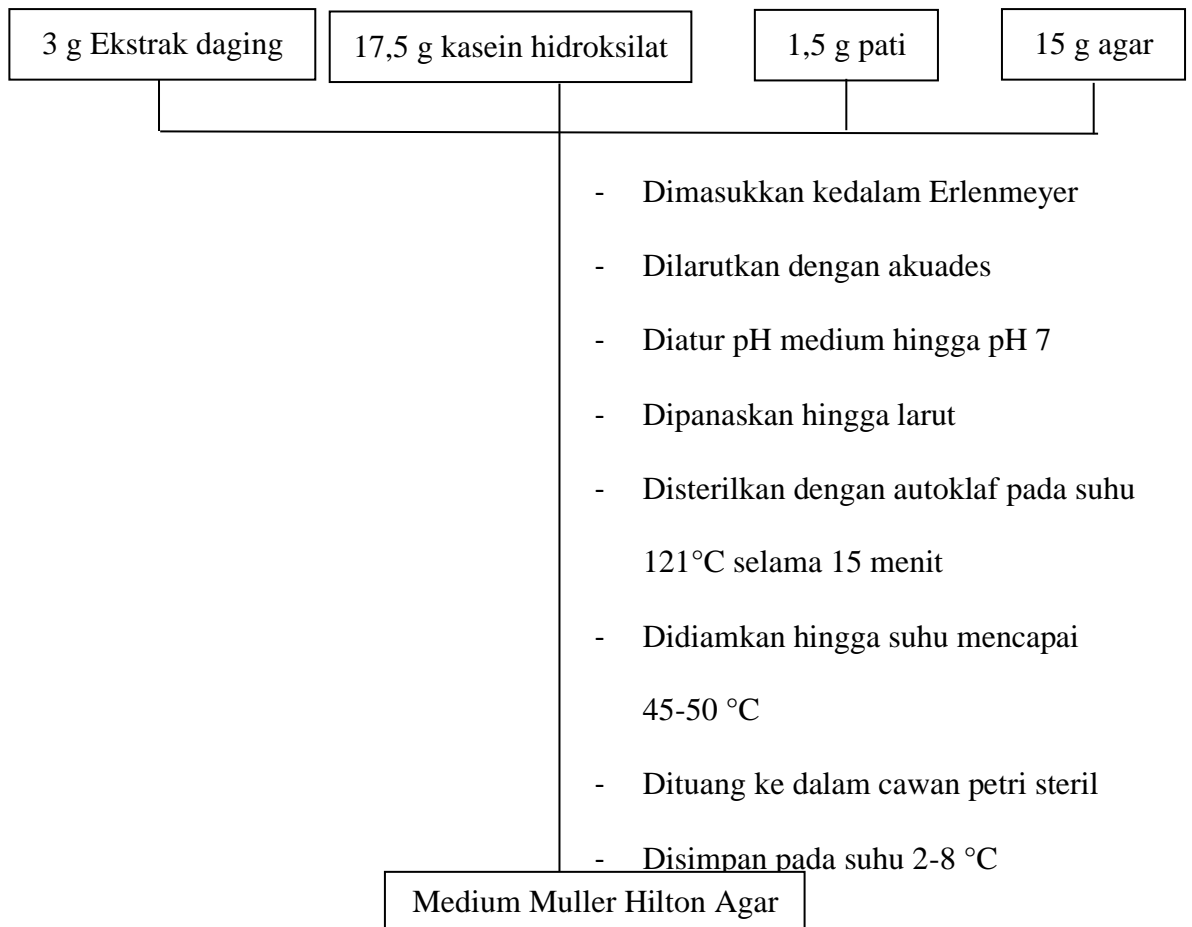 3 g Ekstrak daging
17,5 g kasein hidroksilat
1,5 g pati
15 g agar
- Dimasukkan kedalam Erlenmeyer
- Dilarutkan dengan akuades
- Diatur pH medium hingga pH 7
- Dipanaskan hingga larut
- Disterilkan dengan autoklaf pada suhu
121°C selama 15 menit
- Didiamkan hingga suhu mencapai
45-50 °C
- Dituang ke dalam cawan petri steril
- Disimpan pada suhu 2-8 °C
Medium Muller Hilton Agar